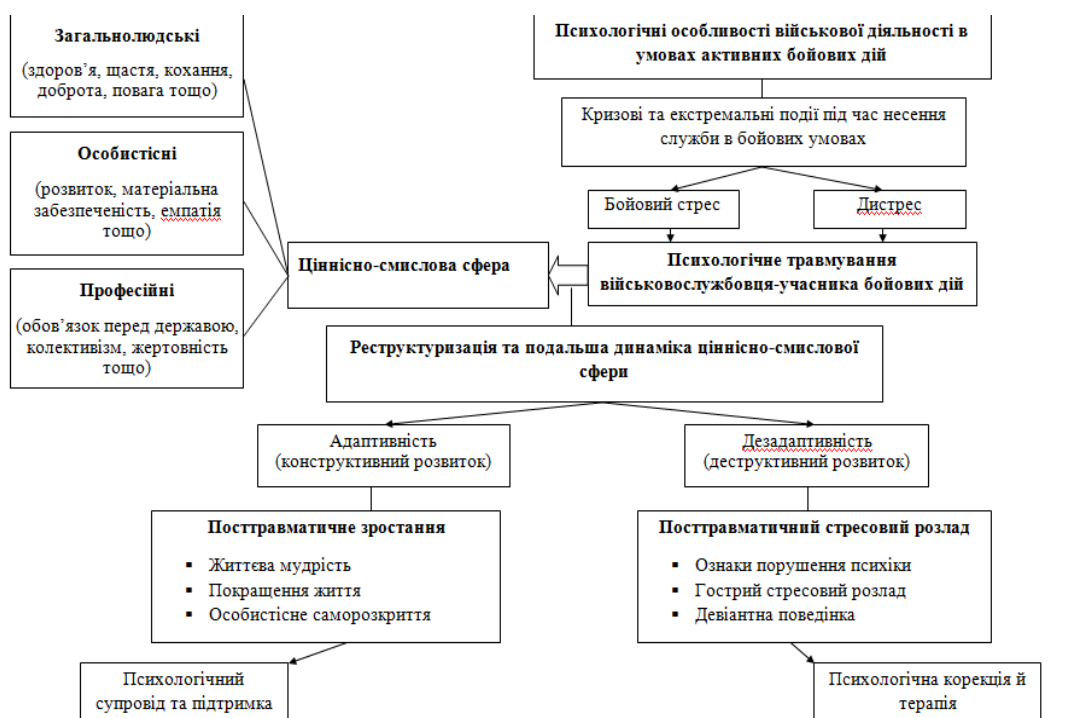 Загальнолюдські
(здоров’я, щастя, кохання,
доброта, повага тощо)
Особистісні
(розвиток, матеріальна
забезпеченість, емпатія
тощо)
Професійні
(обов’язок перед державою,
колективізм, жертовність
тощо)
Ціннісно-смислова сфера
Психологічні особливості військової діяльності в
умовах активних бойових дій
Кризові та екстремальні події під час несення
служби в бойових умовах
Бойовий стрес
Дистрес
Психологічне травмування
військовослужбовця-учасника бойових дій
Реструктуризація та подальша динаміка ціннісно-смислової
сфери
Адаптивність
(конструктивний розвиток)
Дезадаптивність
(деструктивний розвиток)
Посттравматичне зростання
▪ Життєва мудрість
▪ Покращення життя
▪ Особистісне саморозкриття
Посттравматичний стресовий розлад
▪ Ознаки порушення психіки
▪ Гострий стресовий розлад
▪ Девіантна поведінка
Психологічний
супровід та підтримка
Психологічна корекція й
терапія